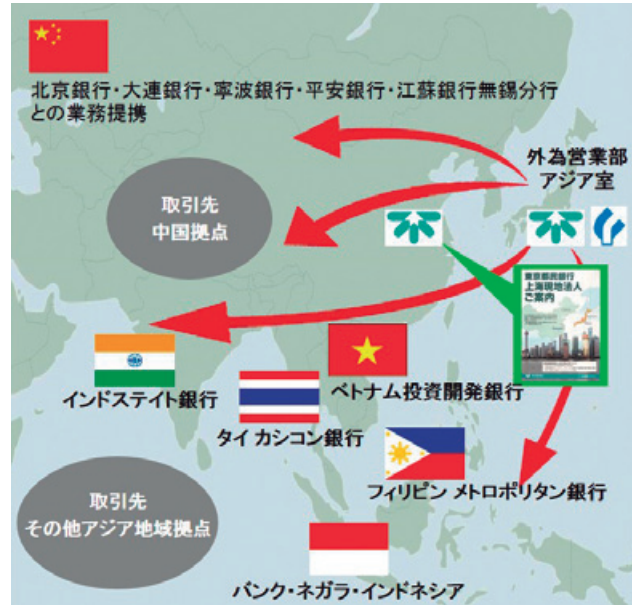 北京銀行・大連銀行・寧波銀行・平安銀行・江蘇銀行無錫分行
との業務提携
外為営業部
アジア室
取引先
中国拠点
東京都民銀行
上海現地法人
ご案内
インドステイト銀行
ベトナム投資開発銀行
タイ カシコン銀行
フィリピン メトロポリタン銀行
取引先
その他アジア地域拠点
バンク・ネガラ・インドネシア